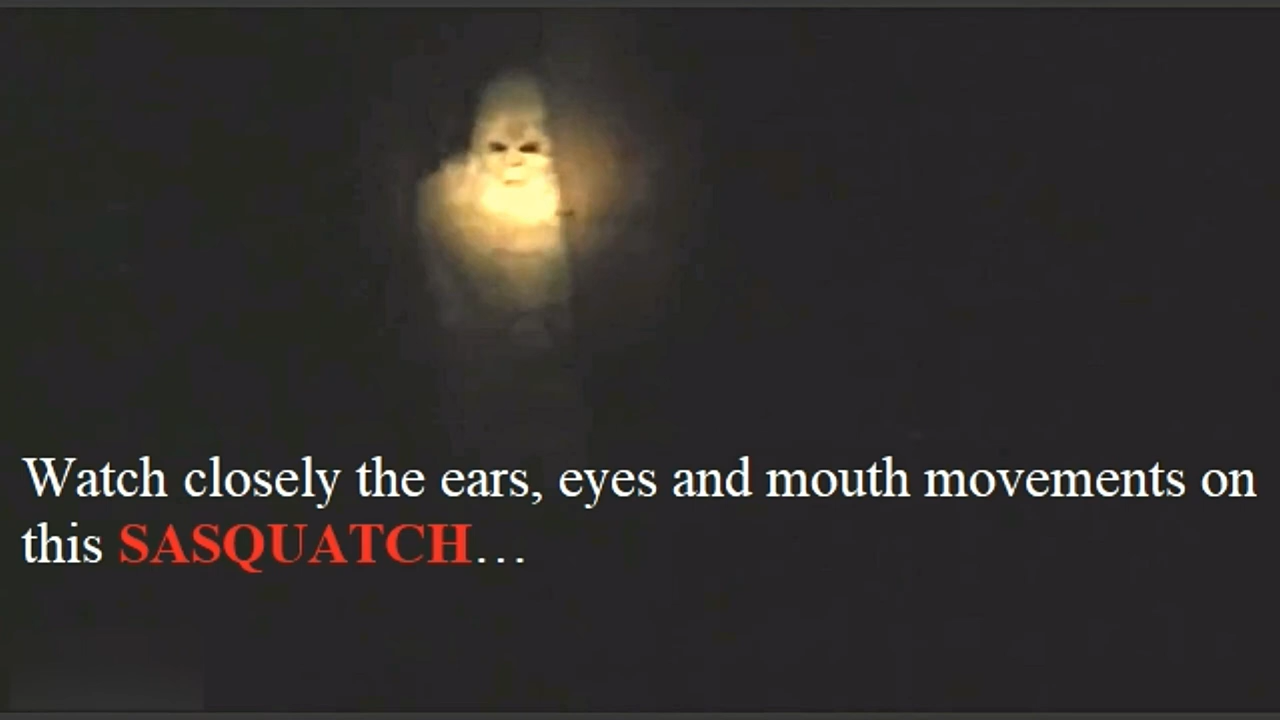 Watch closely the ears, eyes and mouth movements on
this SASQUATCH…